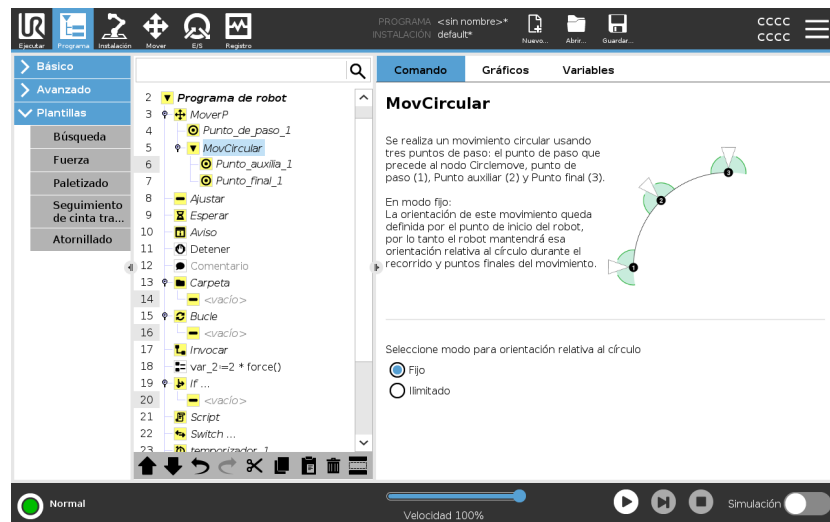 PROGRAMA <sin nombre>*
INSTALACIÓN default*
Ejecutar Programa Instalación Mover E/S Registro
Nuevo... Abrir... Guardar...
CCCC
CCCC
Básico
Avanzado
Plantillas
Búsqueda
Fuerza
Paletizado
Seguimiento
de cinta tra...
Atornillado
2 Programa de robot
3 MoverP
4 Punto_de_paso_1
5 MovCircular
6 Punto_auxilia_1
7 Punto_final_1
8 Ajustar
9 Esperar
10 Aviso
11 Detener
12 Comentario
13 Carpeta
14 <vacío>
15 Bucle
16 <vacío>
17 Invocar
18 var_2:=2 * force()
19 If ...
20 <vacío>
21 Script
22 Switch ...
23 temporizador_1
Comando Gráficos Variables
MovCircular
Se realiza un movimiento circular usando
tres puntos de paso: el punto de paso que
precede al nodo Circlemove, punto de
paso (1), Punto auxiliar (2) y Punto final (3).
En modo fijo:
La orientación de este movimiento queda
definida por el punto de inicio del robot,
por lo tanto el robot mantendrá esa
orientación relativa al círculo durante el
recorrido y puntos finales del movimiento.
3
2
1
Seleccione modo para orientación relativa al círculo
Fijo
Ilimitado
Normal
Velocidad 100%
Simulación